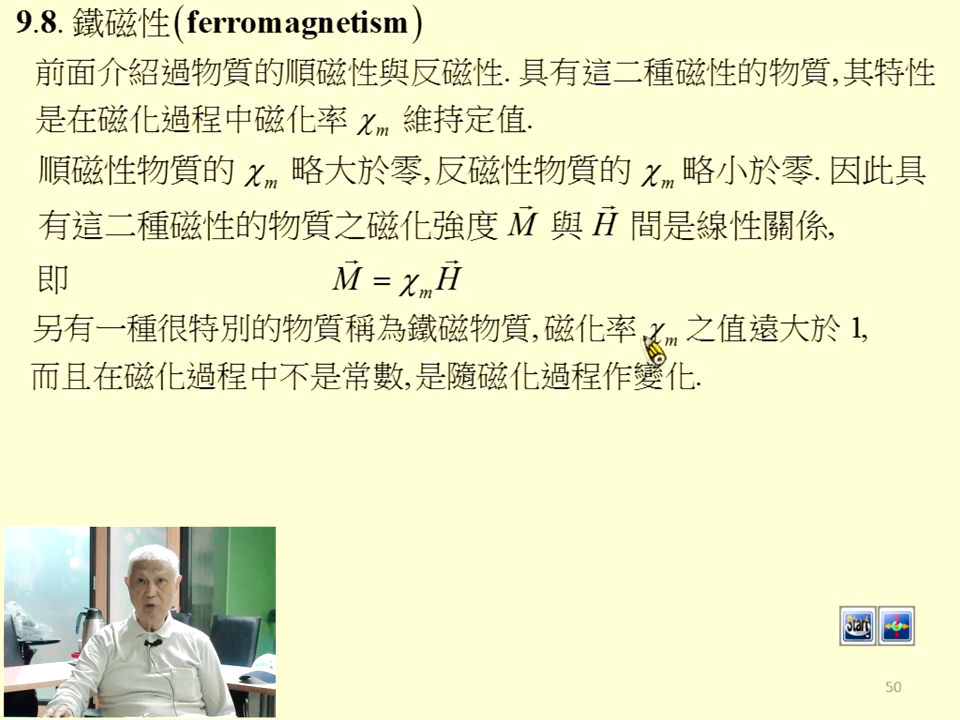 9.8. 鐵磁性(ferromagnetism)
前面介紹過物質的順磁性與反磁性. 具有這二種磁性的物質,其特性
是在磁化過程中磁化率 χₘ 維持定值.
順磁性物質的 χₘ 略大於零,反磁性物質的 χₘ 略小於零. 因此具
有這二種磁性的物質之磁化強度 M⃗ 與 H⃗ 間是線性關係,
即 M⃗ = χₘH⃗
另有一種很特別的物質稱為鐵磁物質,磁化率 χₘ 之值遠大於 1,
而且在磁化過程中不是常數,是隨磁化過程作變化.
Start
50